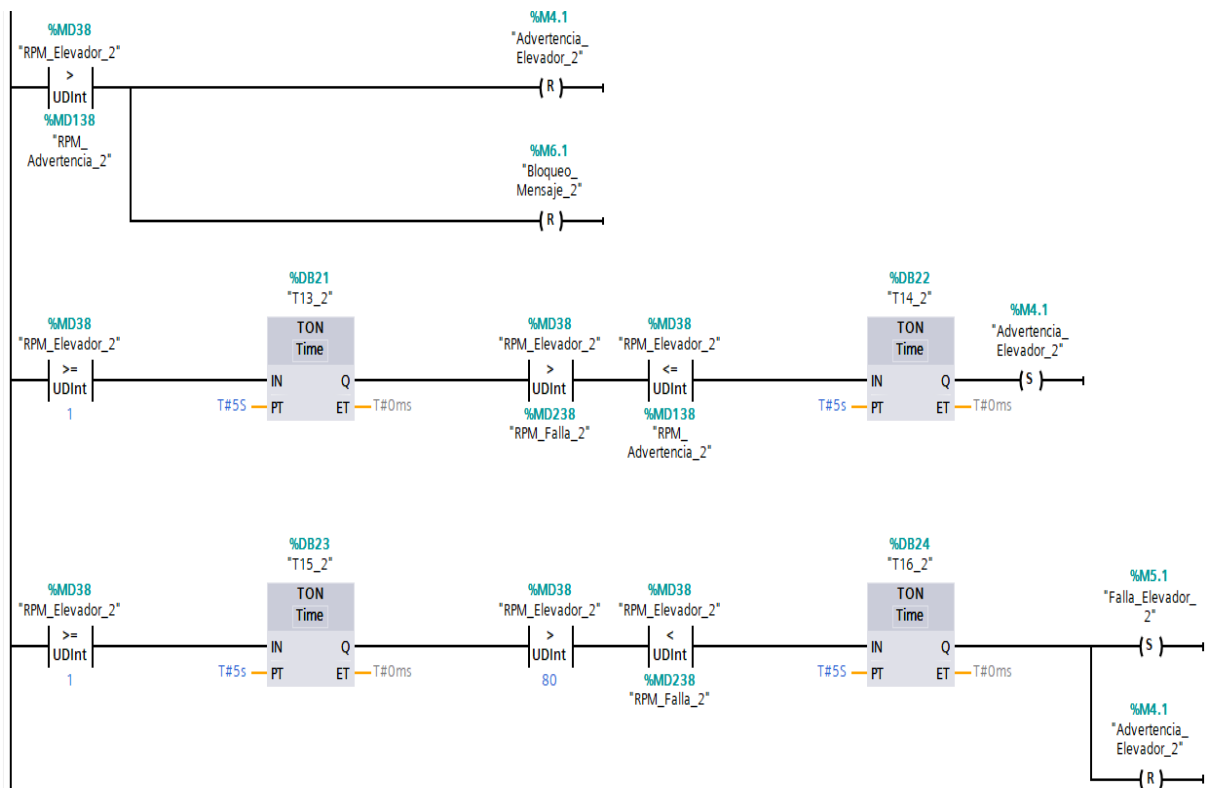 %MD38
"RPM_Elevador_2"
>
UDInt
%MD138
"RPM_
Advertencia_2"
%M4.1
"Advertencia_
Elevador_2"
R
%M6.1
"Bloqueo_
Mensaje_2"
R
%MD38
"RPM_Elevador_2"
>=
UDInt
1
%DB21
"T13_2"
TON
Time
IN Q
T#5S PT ET T#0ms
%MD38
"RPM_Elevador_2"
>
UDInt
%MD238
"RPM_Falla_2"
%MD38
"RPM_Elevador_2"
<=
UDInt
%MD138
"RPM_
Advertencia_2"
%DB22
"T14_2"
TON
Time
IN Q
T#5s PT ET T#0ms
%M4.1
"Advertencia_
Elevador_2"
S
%MD38
"RPM_Elevador_2"
>=
UDInt
1
%DB23
"T15_2"
TON
Time
IN Q
T#5s PT ET T#0ms
%MD38
"RPM_Elevador_2"
>
UDInt
80
%MD38
"RPM_Elevador_2"
<
UDInt
%MD238
"RPM_Falla_2"
%DB24
"T16_2"
TON
Time
IN Q
T#5S PT ET T#0ms
%M5.1
"Falla_Elevador_
2"
S
%M4.1
"Advertencia_
Elevador_2"
R